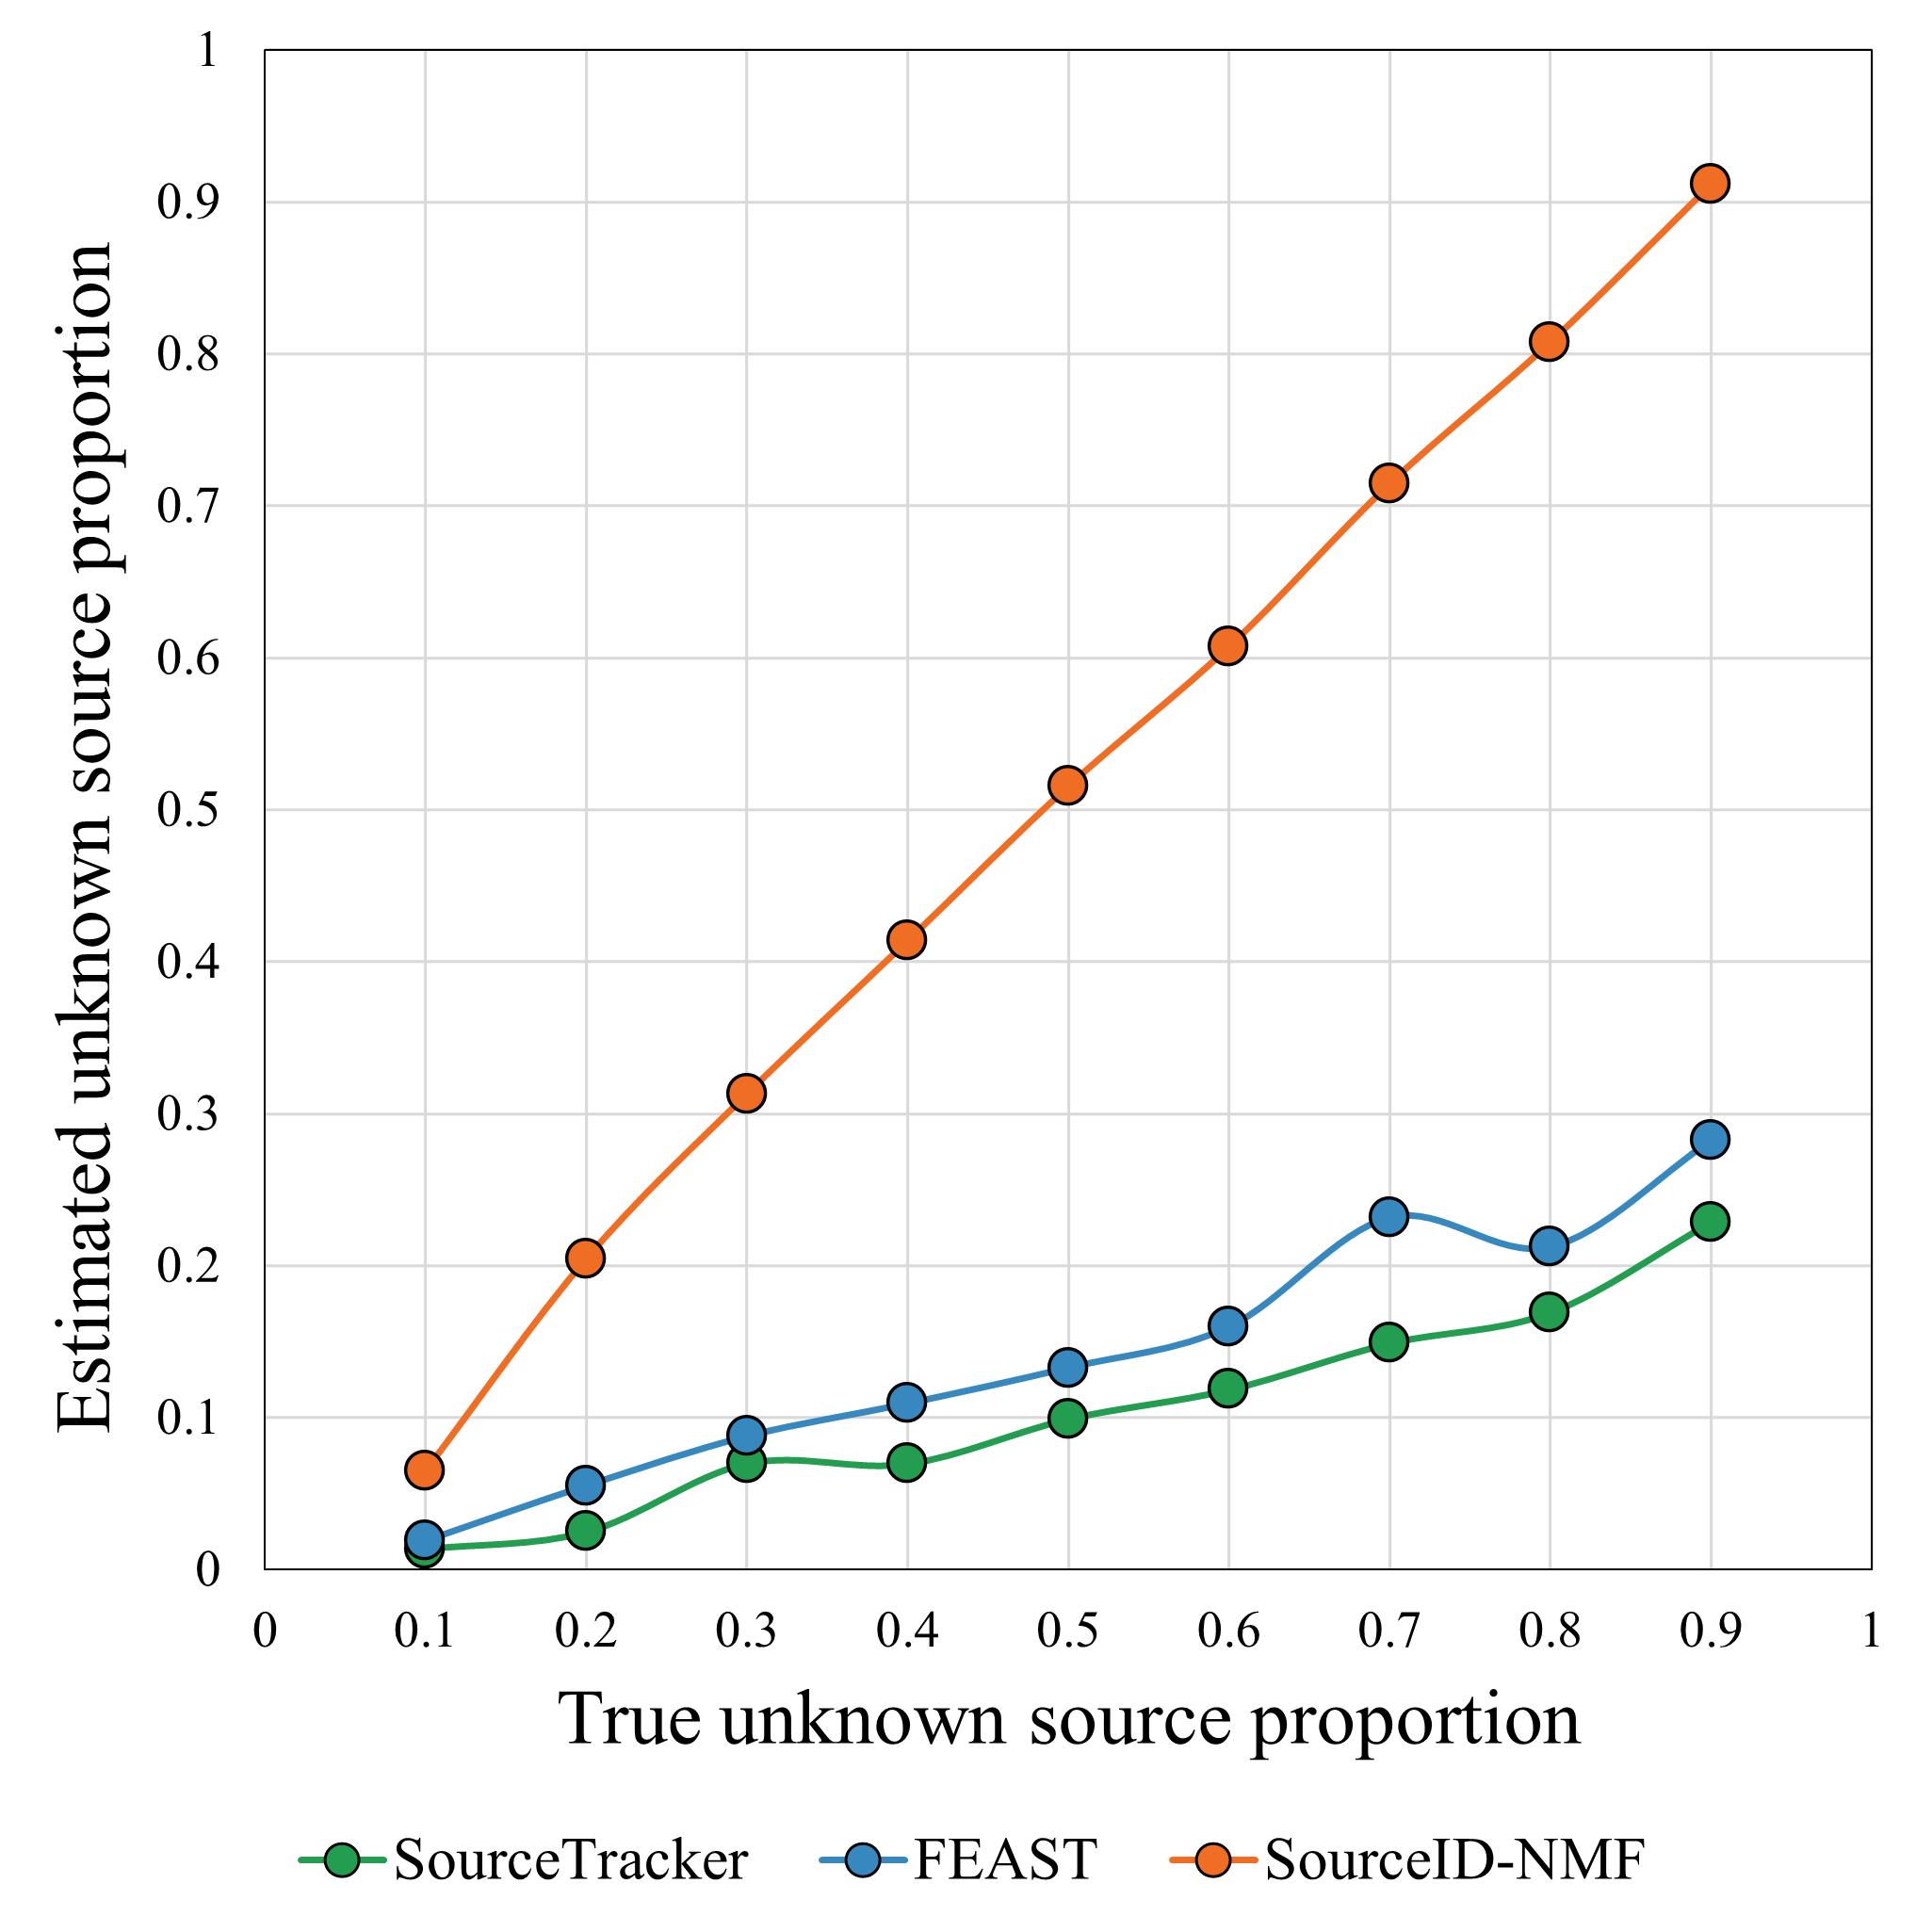 1
0.9
0.8
0.7
0.6
0.5
0.4
0.3
0.2
0.1
0
Estimated unknown source proportion
0 0.1 0.2 0.3 0.4 0.5 0.6 0.7 0.8 0.9 1
True unknown source proportion
SourceTracker FEAST SourceID-NMF